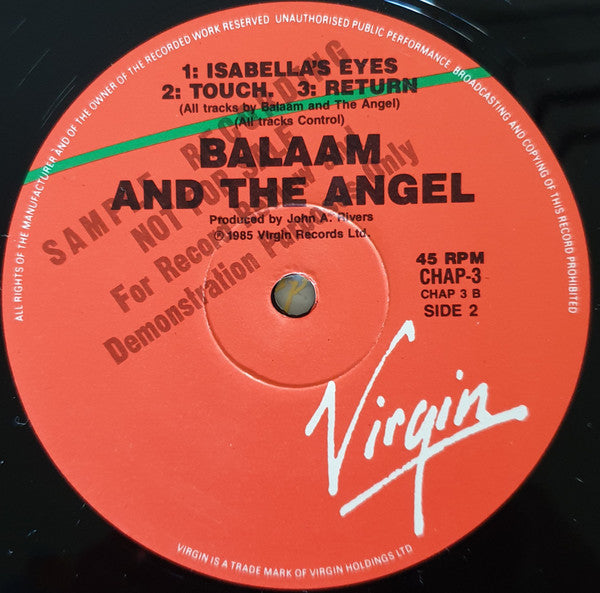 ALL RIGHTS OF THE MANUFACTURER AND OF THE OWNER OF THE RECORDED WORK RESERVED   UNAUTHORISED PUBLIC PERFORMANCE, BROADCASTING AND COPYING OF THIS RECORD PROHIBITED
1: ISABELLA'S EYES
2: TOUCH. 3: RETURN
(All tracks by Balaam and The Angel)
(All tracks Control)
BALAAM
AND THE ANGEL
Produced by John A. Rivers
℗1985 Virgin Records Ltd.
SAMPLE RECORDING
NOT FOR SALE
For Record Review and
Demonstration Purposes Only
45 RPM
CHAP-3
CHAP 3 B
SIDE 2
Virgin
VIRGIN IS A TRADE MARK OF VIRGIN HOLDINGS LTD